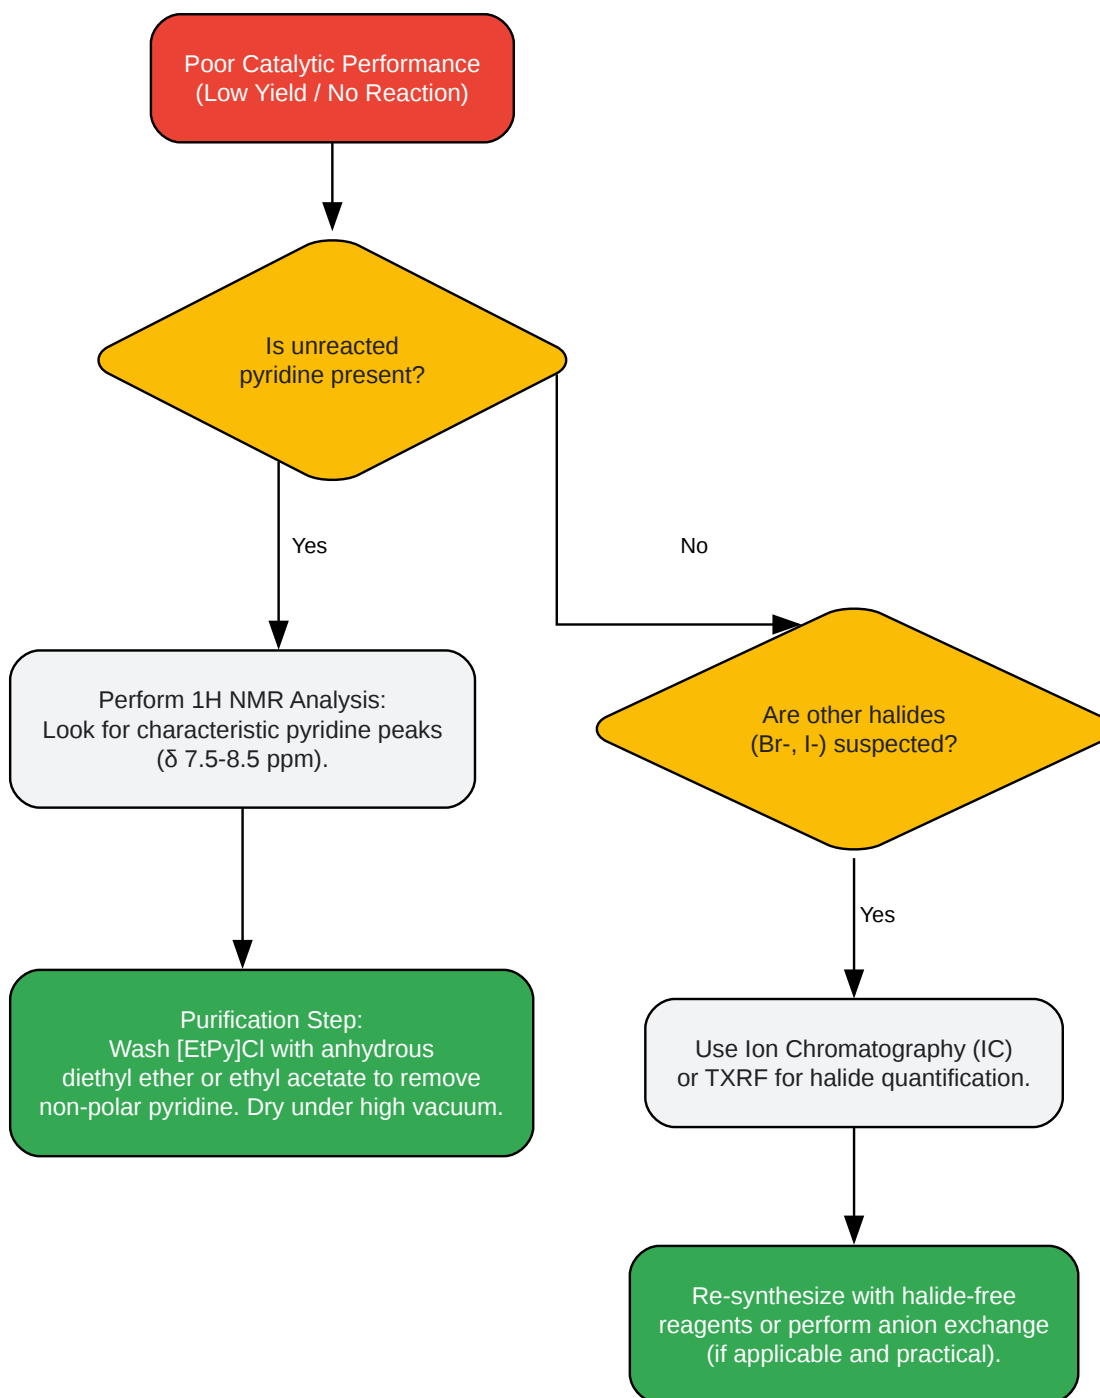 Poor Catalytic Performance
(Low Yield / No Reaction)
Is unreacted
pyridine present?
Yes
No
Perform 1H NMR Analysis:
Look for characteristic pyridine peaks
(δ 7.5-8.5 ppm).
Are other halides
(Br-, I-) suspected?
Yes
Purification Step:
Wash [EtPy]Cl with anhydrous
diethyl ether or ethyl acetate to remove
non-polar pyridine. Dry under high vacuum.
Use Ion Chromatography (IC)
or TXRF for halide quantification.
Re-synthesize with halide-free
reagents or perform anion exchange
(if applicable and practical).